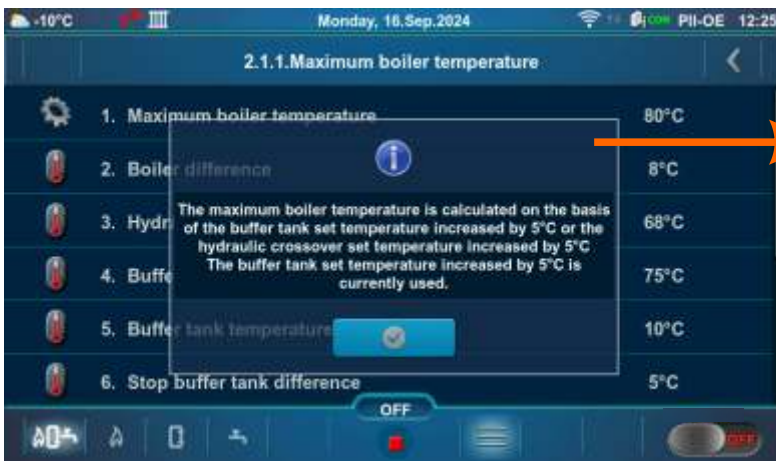 -10°C Monday, 16.Sep.2024 PII-OE 12:25
2.1.1.Maximum boiler temperature
1. Maximum boiler temperature 80°C
2. Boiler difference 8°C
3. Hydr 68°C
4. Buffe 75°C
5. Buffer tank temperature 10°C
6. Stop buffer tank difference 5°C
The maximum boiler temperature is calculated on the basis
of the buffer tank set temperature increased by 5°C or the
hydraulic crossover set temperature increased by 5°C
The buffer tank set temperature increased by 5°C is
currently used.
OFF
OFF